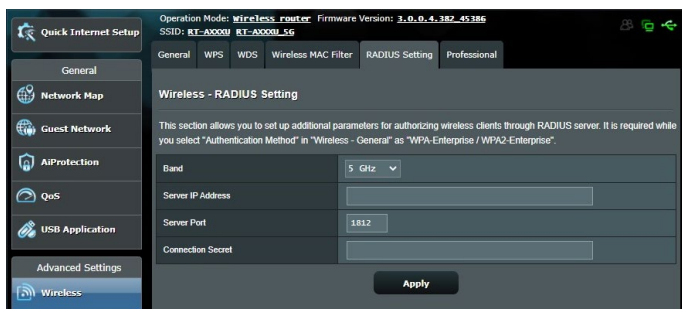 Quick Internet Setup
General
Network Map
Guest Network
AiProtection
QoS
USB Application
Advanced Settings
Wireless
Operation Mode: Wireless router Firmware Version: 3.0.0.4.382_45386
SSID: RT-AXXXU RT-AXXXU_5G
General WPS WDS Wireless MAC Filter RADIUS Setting Professional
Wireless - RADIUS Setting
This section allows you to set up additional parameters for authorizing wireless clients through RADIUS server. It is required while
you select "Authentication Method" in "Wireless - General" as "WPA-Enterprise / WPA2-Enterprise".
Band 5 GHz
Server IP Address
Server Port 1812
Connection Secret
Apply